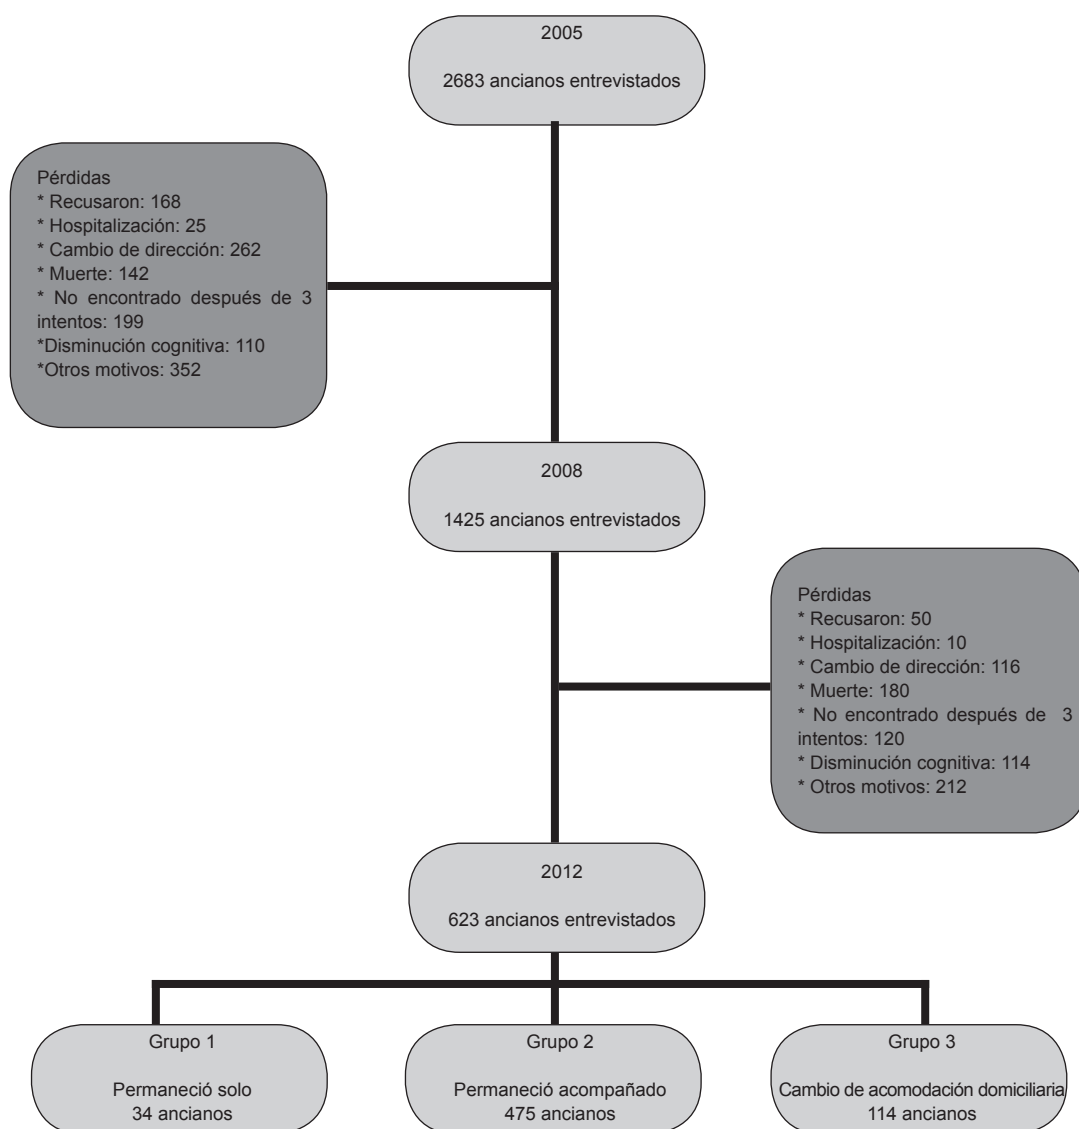 2005
2683 ancianos entrevistados
Pérdidas
* Recusaron: 168
* Hospitalización: 25
* Cambio de dirección: 262
* Muerte: 142
* No encontrado después de 3
intentos: 199
*Disminución cognitiva: 110
*Otros motivos: 352
2008
1425 ancianos entrevistados
Pérdidas
* Recusaron: 50
* Hospitalización: 10
* Cambio de dirección: 116
* Muerte: 180
* No encontrado después de 3
intentos: 120
* Disminución cognitiva: 114
* Otros motivos: 212
2012
623 ancianos entrevistados
Grupo 1
Permaneció solo
34 ancianos
Grupo 2
Permaneció acompañado
475 ancianos
Grupo 3
Cambio de acomodación domiciliaria
114 ancianos